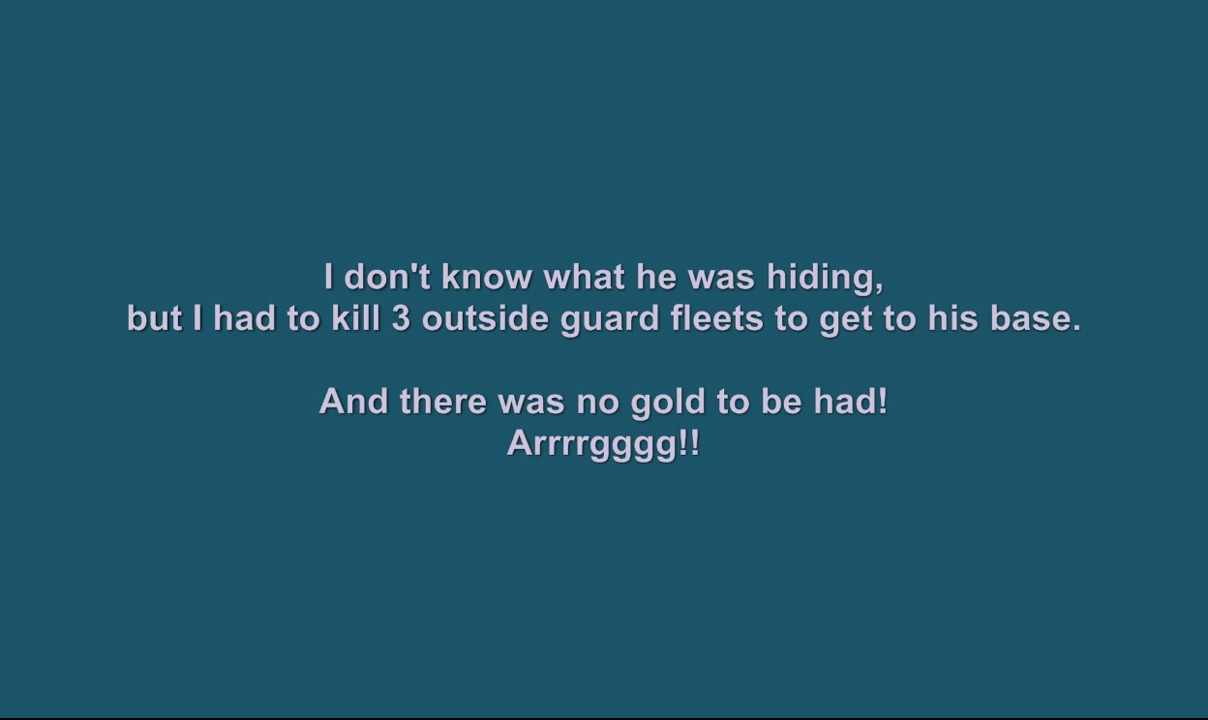 I don't know what he was hiding,
but I had to kill 3 outside guard fleets to get to his base.
And there was no gold to be had!
Arrrrgggg!!